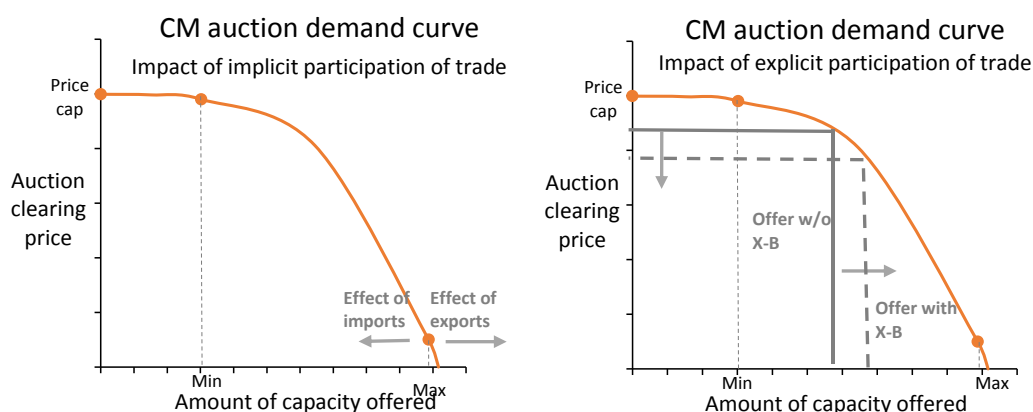 CM auction demand curve
Impact of implicit participation of trade
Price
cap
Auction
clearing
price
Effect of
imports
Effect of
exports
Min
Max
Amount of capacity offered
CM auction demand curve
Impact of explicit participation of trade
Price
cap
Auction
clearing
price
Offer w/o
X-B
Offer with
X-B
Min
Max
Amount of capacity offered